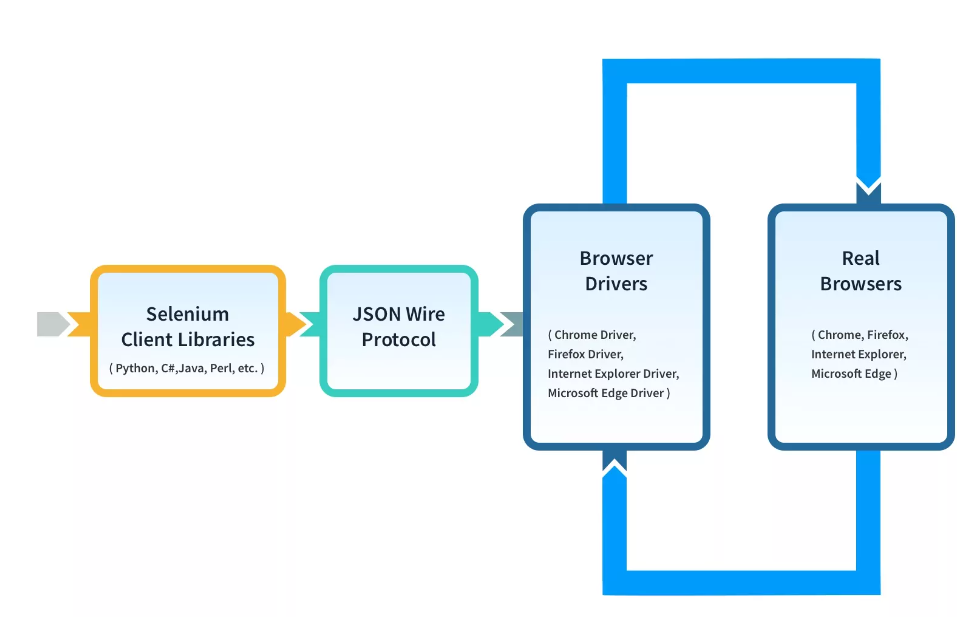 Selenium
Client Libraries
( Python, C#,Java, Perl, etc. )
JSON Wire
Protocol
Browser
Drivers
( Chrome Driver,
Firefox Driver,
Internet Explorer Driver,
Microsoft Edge Driver )
Real
Browsers
( Chrome, Firefox,
Internet Explorer,
Microsoft Edge )